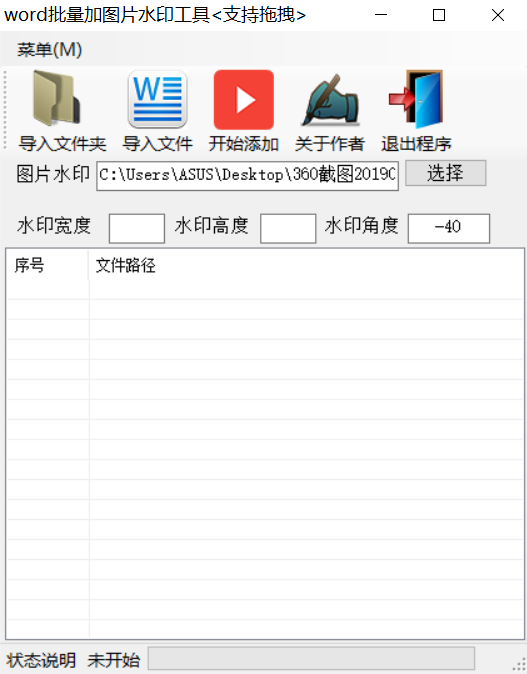 word批量加图片水印工具<支持拖拽>
菜单(M)
导入文件夹 导入文件 开始添加 关于作者 退出程序
图片水印 C:\Users\ASUS\Desktop\360截图2019 选择
水印宽度 水印高度 水印角度 -40
序号 文件路径
状态说明 未开始